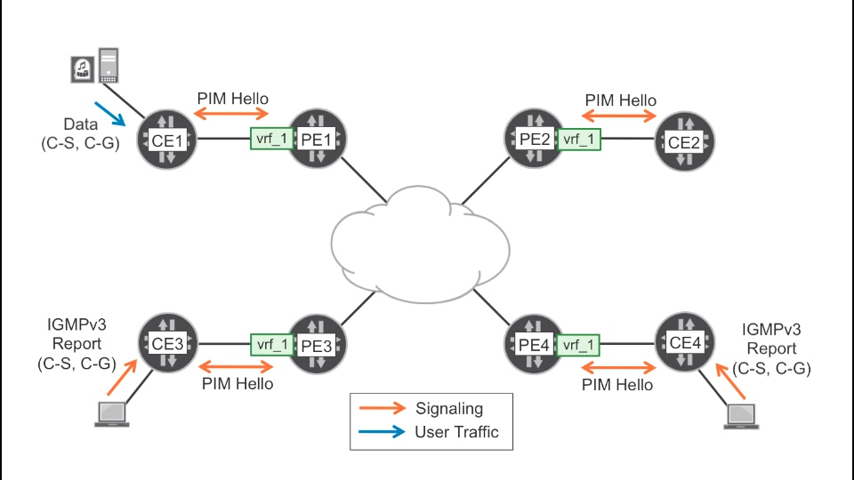 PIM Hello
PIM Hello
Data
(C-S, C-G)
CE1
vrf_1
PE1
PE2
vrf_1
CE2
IGMPv3
Report
(C-S, C-G)
CE3
vrf_1
PE3
PE4
vrf_1
CE4
IGMPv3
Report
(C-S, C-G)
PIM Hello
PIM Hello
Signaling
User Traffic